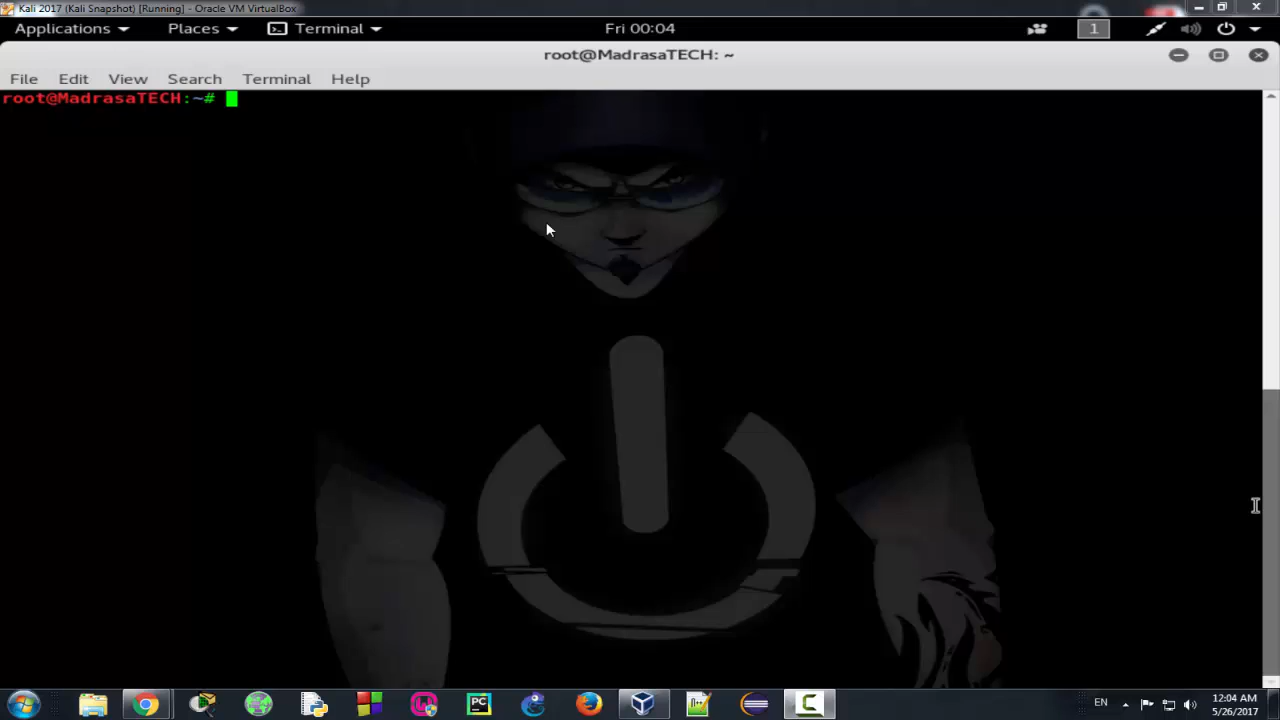 Kali 2017 (Kali Snapshot) [Running] - Oracle VM VirtualBox
Applications Places Terminal Fri 00:04 1
root@MadrasaTECH: ~
File Edit View Search Terminal Help
root@MadrasaTECH:~#
PC
N++
C
EN
12:04 AM
5/26/2017